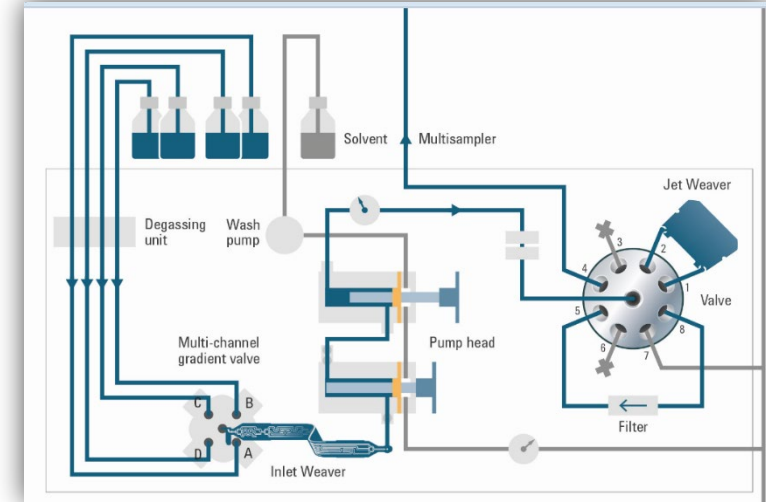 Solvent
Multisampler
Jet Weaver
Degassing
unit
Wash
pump
3
2
4
1
Valve
5
8
6
7
Multi-channel
gradient valve
Pump head
C
B
D
A
Filter
Inlet Weaver